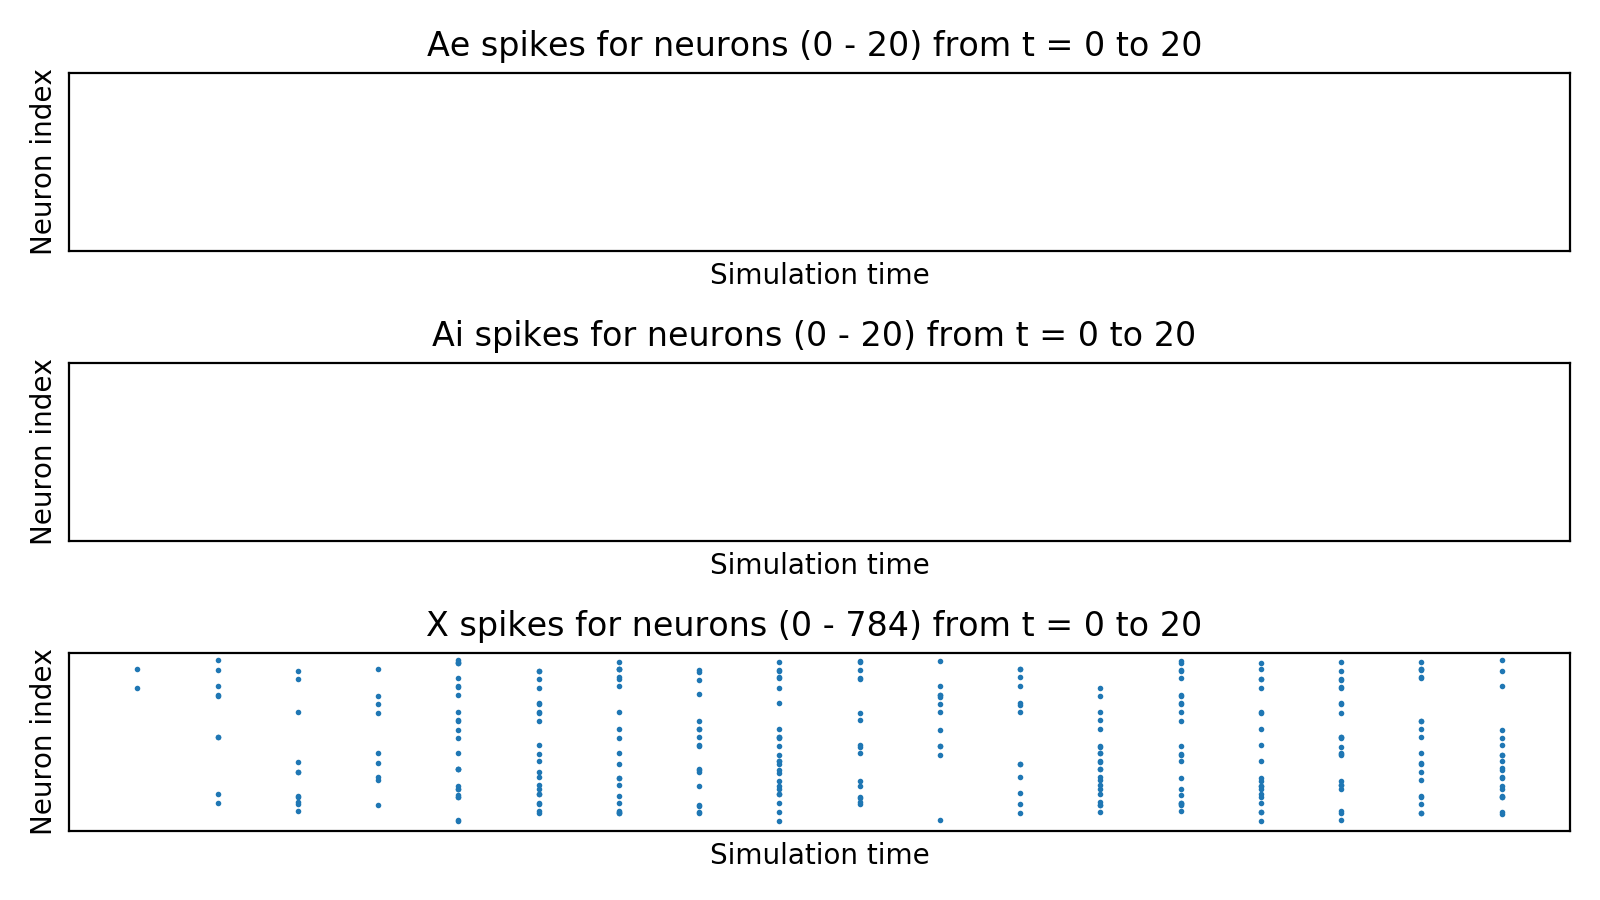 Ae spikes for neurons (0 - 20) from t = 0 to 20
Neuron index
Simulation time
Ai spikes for neurons (0 - 20) from t = 0 to 20
Neuron index
Simulation time
X spikes for neurons (0 - 784) from t = 0 to 20
Neuron index
Simulation time